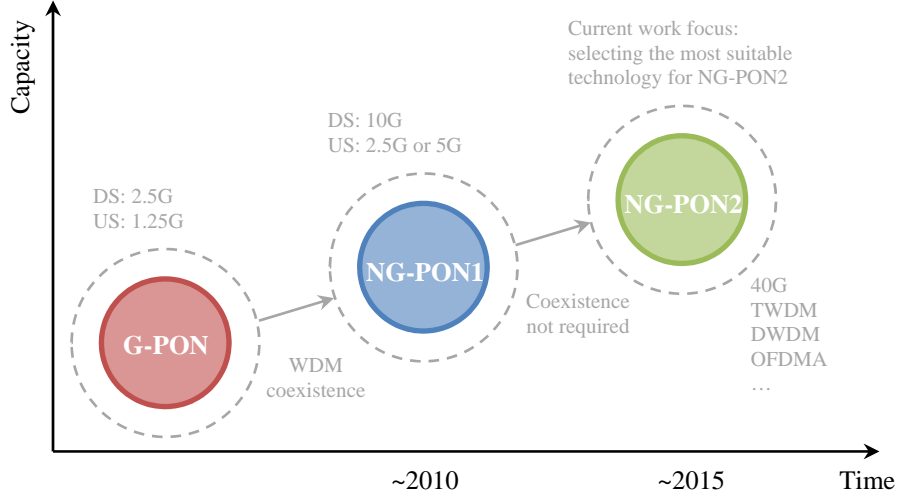 Capacity
Current work focus:
selecting the most suitable
technology for NG-PON2
DS: 10G
US: 2.5G or 5G
DS: 2.5G
US: 1.25G
NG-PON2
NG-PON1
G-PON
Coexistence
not required
WDM
coexistence
40G
TWDM
DWDM
OFDMA
…
~2010
~2015
Time